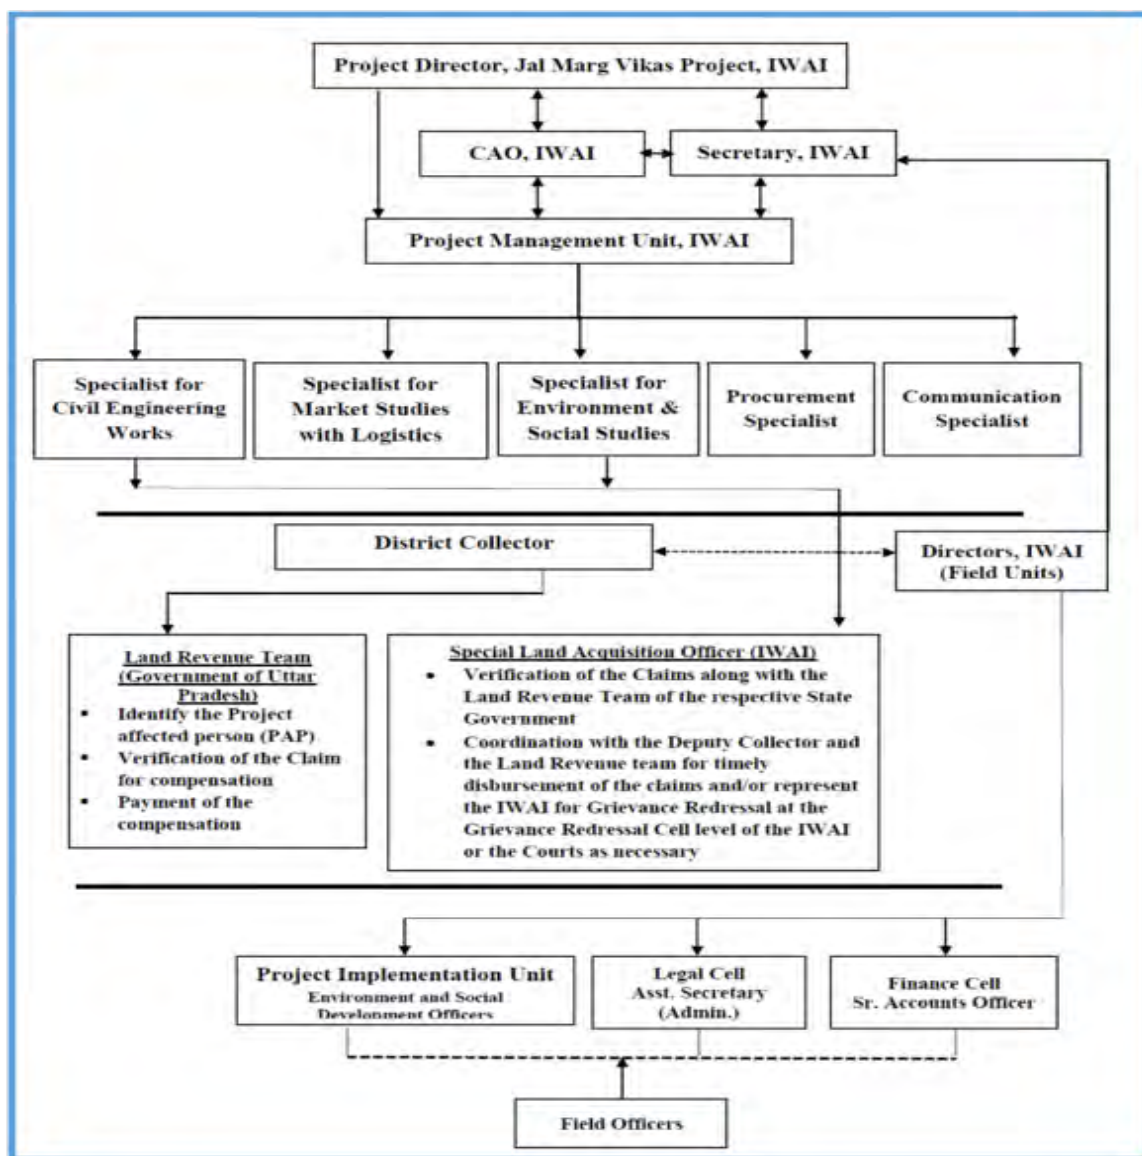 Project Director, Jal Marg Vikas Project, IWAI
CAO, IWAI
Secretary, IWAI
Project Management Unit, IWAI
Specialist for
Civil Engineering
Works
Specialist for
Market Studies
with Logistics
Specialist for
Environment &
Social Studies
Procurement
Specialist
Communication
Specialist
District Collector
Directors, IWAI
(Field Units)
Land Revenue Team
(Government of Uttar
Pradesh)
▪ Identify the Project
affected person (PAP)
▪ Verification of the Claim
for compensation
▪ Payment of the
compensation
Special Land Acquisition Officer (IWAI)
• Verification of the Claims along with the
Land Revenue Team of the respective State
Government
• Coordination with the Deputy Collector and
the Land Revenue team for timely
disbursement of the claims and/or represent
the IWAI for Grievance Redressal at the
Grievance Redressal Cell level of the IWAI
or the Courts as necessary
Project Implementation Unit
Environment and Social
Development Officers
Legal Cell
Asst. Secretary
(Admin.)
Finance Cell
Sr. Accounts Officer
Field Officers